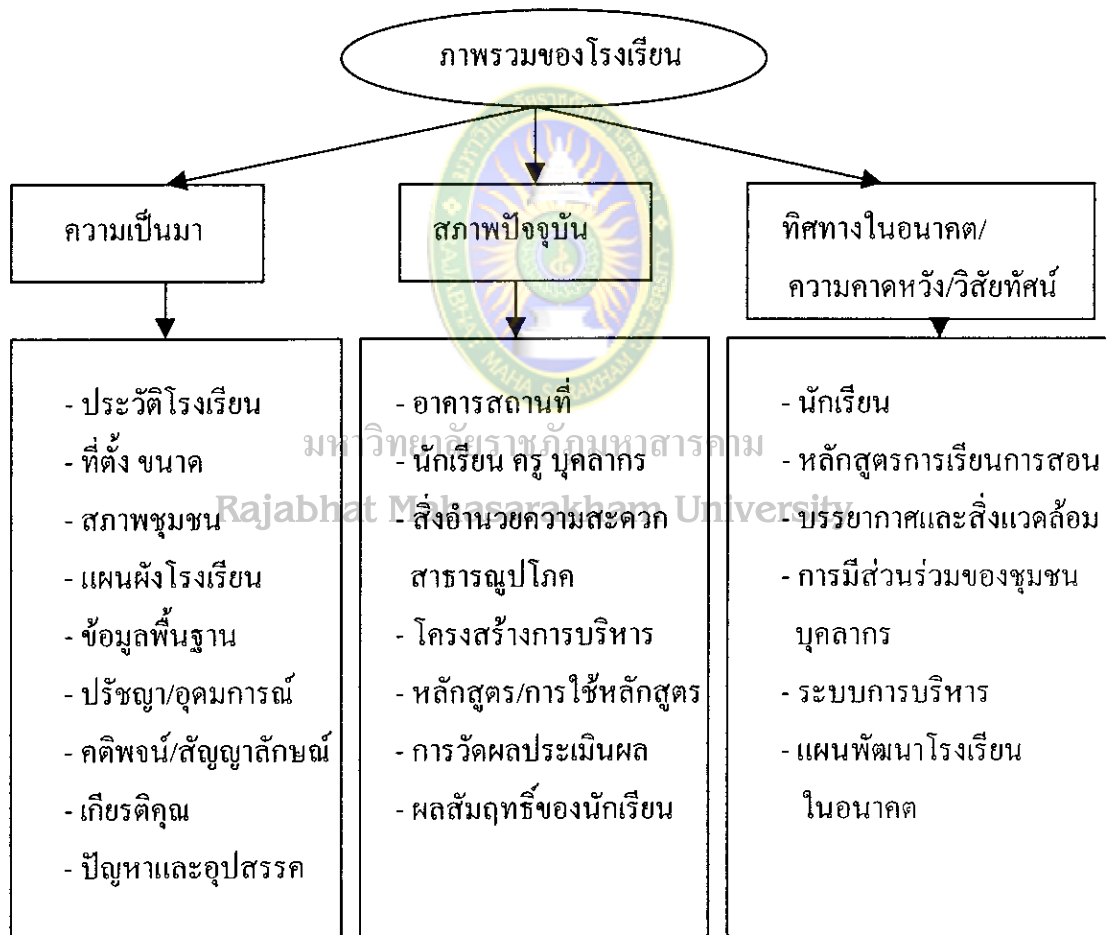 ภาพรวมของโรงเรียน
ความเป็นมา
สภาพปัจจุบัน
ทิศทางในอนาคต/
ความคาดหวัง/วิสัยทัศน์
- ประวัติโรงเรียน
- ที่ตั้ง ขนาด
- สภาพชุมชน
- แผนผังโรงเรียน
- ข้อมูลพื้นฐาน
- ปรัชญา/อุดมการณ์
- คติพจน์/สัญญาลักษณ์
- เกียรติคุณ
- ปัญหาและอุปสรรค
- อาคารสถานที่
- นักเรียน ครู บุคลากร
- สิ่งอำนวยความสะดวก
สาธารณูปโภค
- โครงสร้างการบริหาร
- หลักสูตร/การใช้หลักสูตร
- การวัดผลประเมินผล
- ผลสัมฤทธิ์ของนักเรียน
- นักเรียน
- หลักสูตรการเรียนการสอน
- บรรยากาศและสิ่งแวดล้อม
- การมีส่วนร่วมของชุมชน
บุคลากร
- ระบบการบริหาร
- แผนพัฒนาโรงเรียน
ในอนาคต
มหาวิทยาลัยราชภัฏมหาสารคาม
Rajabhat Mahasarakham University
RAJABHAT MAHA SARAKHAM UNIVERSITY